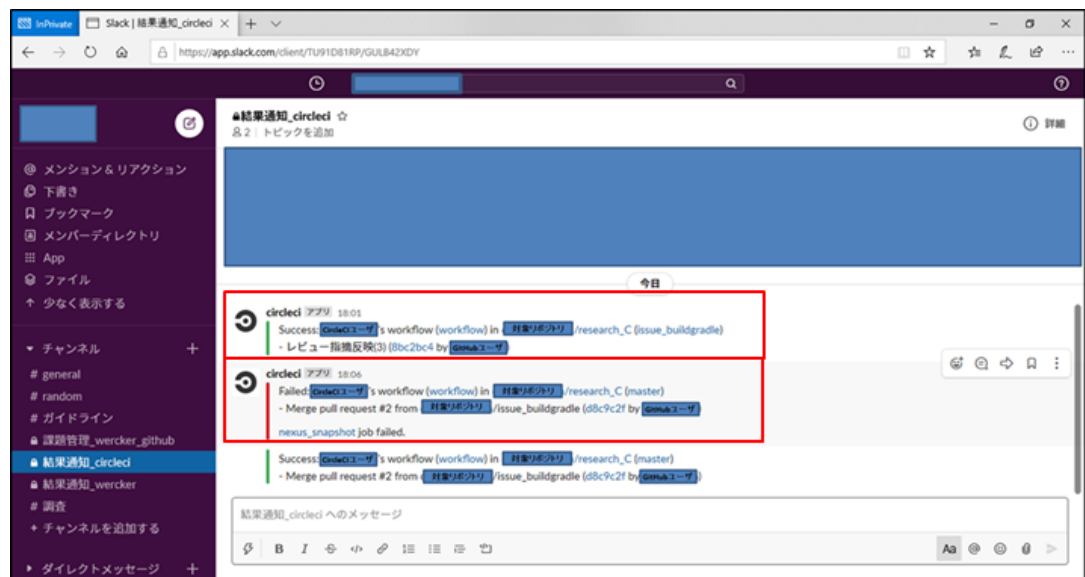 InPrivate
Slack | 結果通知_circleci
https://app.slack.com/client/TU91D81RP/GULB42XDY
結果通知_circleci
2 | トピックを追加
詳細
メンション & リアクション
下書き
ブックマーク
メンバーディレクトリ
App
ファイル
少なく表示する
チャンネル
# general
# random
# ガイドライン
課題管理_wercker_github
結果通知_circleci
結果通知_wercker
# 調査
+ チャンネルを追加する
ダイレクトメッセージ
今日
circleci アプリ 18:01
Success: CircleCIユーザ's workflow (workflow) in 対象リポジトリ/research_C (issue_buildgradle)
- レビュー指摘反映(3) (8bc2bc4 by GitHubユーザ)
circleci アプリ 18:06
Failed: CircleCIユーザ's workflow (workflow) in 対象リポジトリ/research_C (master)
- Merge pull request #2 from 対象リポジトリ/issue_buildgradle (d8c9c2f by GitHubユーザ)
nexus_snapshot job failed.
Success: CircleCIユーザ's workflow (workflow) in 対象リポジトリ/research_C (master)
- Merge pull request #2 from 対象リポジトリ/issue_buildgradle (d8c9c2f by GitHubユーザ)
結果通知_circleci へのメッセージ
B I
Aa @